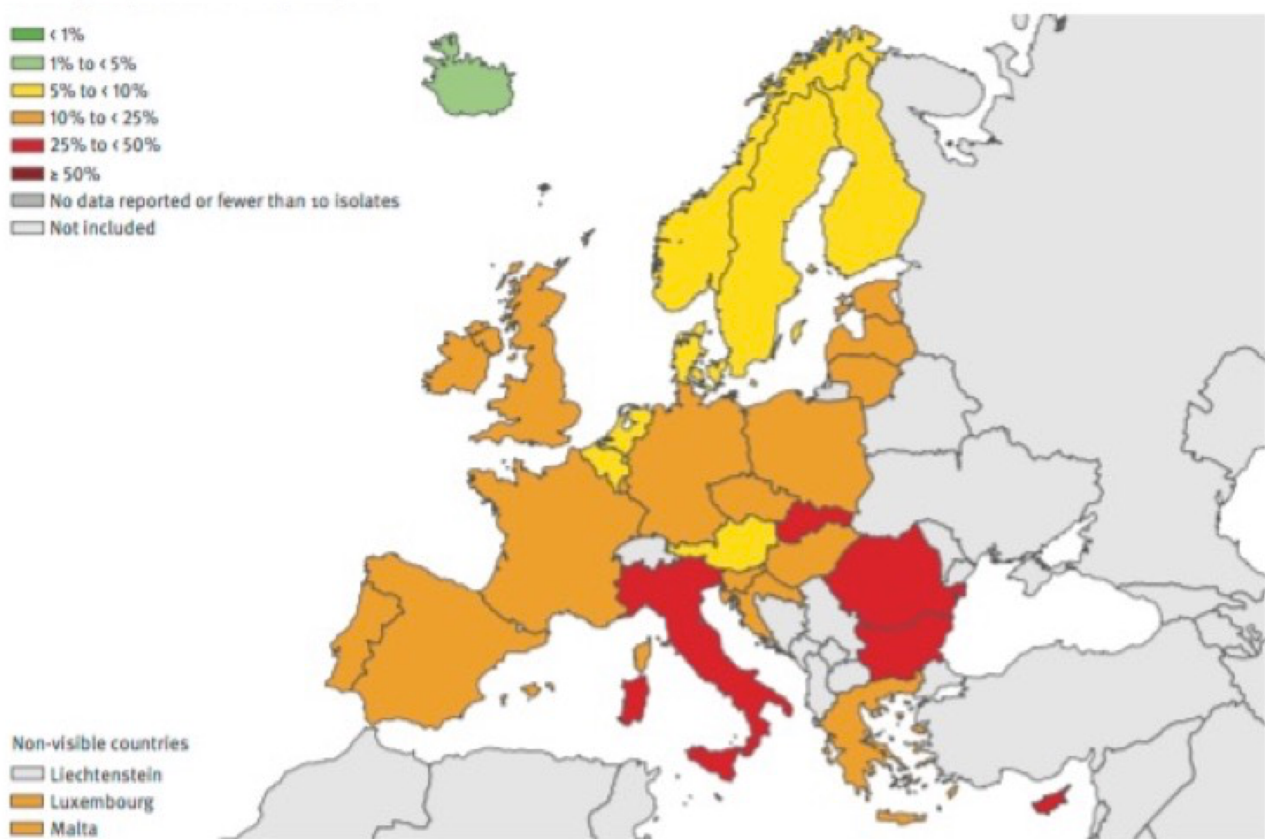 < 1%
1% to < 5%
5% to < 10%
10% to < 25%
25% to < 50%
≥ 50%
No data reported or fewer than 10 isolates
Not included
Non-visible countries
Liechtenstein
Luxembourg
Malta